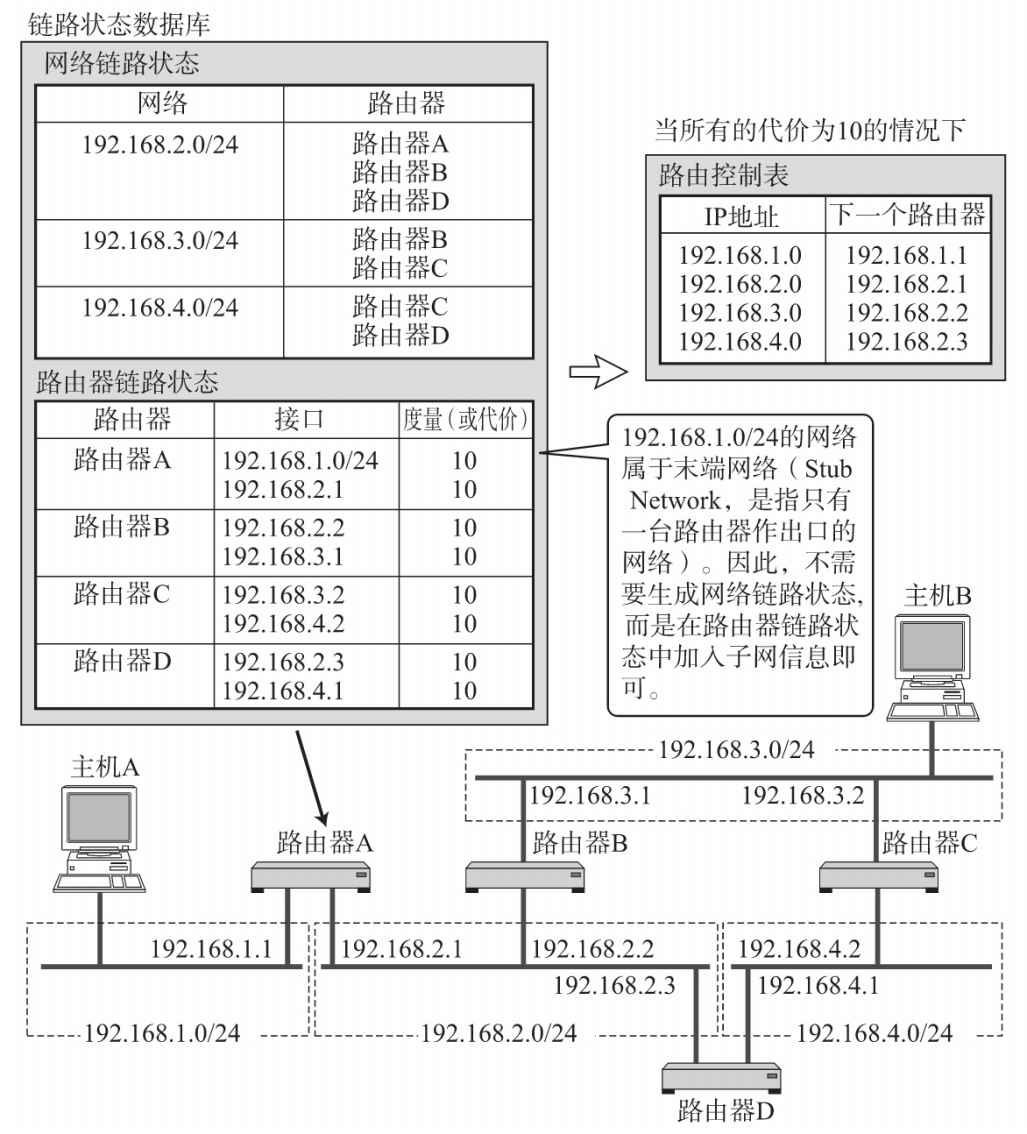 链路状态数据库
网络链路状态
网络 路由器
192.168.2.0/24 路由器A
路由器B
路由器D
192.168.3.0/24 路由器B
路由器C
192.168.4.0/24 路由器C
路由器D
路由器链路状态
路由器 接口 度量(或代价)
路由器A 192.168.1.0/24 10
192.168.2.1 10
路由器B 192.168.2.2 10
192.168.3.1 10
路由器C 192.168.3.2 10
192.168.4.2 10
路由器D 192.168.2.3 10
192.168.4.1 10
当所有的代价为10的情况下
路由控制表
IP地址 下一个路由器
192.168.1.0 192.168.1.1
192.168.2.0 192.168.2.1
192.168.3.0 192.168.2.2
192.168.4.0 192.168.2.3
192.168.1.0/24的网络
属于末端网络（Stub
Network，是指只有
一台路由器作出口的
网络）。因此，不需
要生成网络链路状态,
而是在路由器链路状
态中加入子网信息即
可。
主机B
192.168.3.0/24
主机A
192.168.3.1 192.168.3.2
路由器A 路由器B 路由器C
192.168.1.1 192.168.2.1 192.168.2.2 192.168.4.2
192.168.2.3 192.168.4.1
192.168.1.0/24 192.168.2.0/24 192.168.4.0/24
路由器D